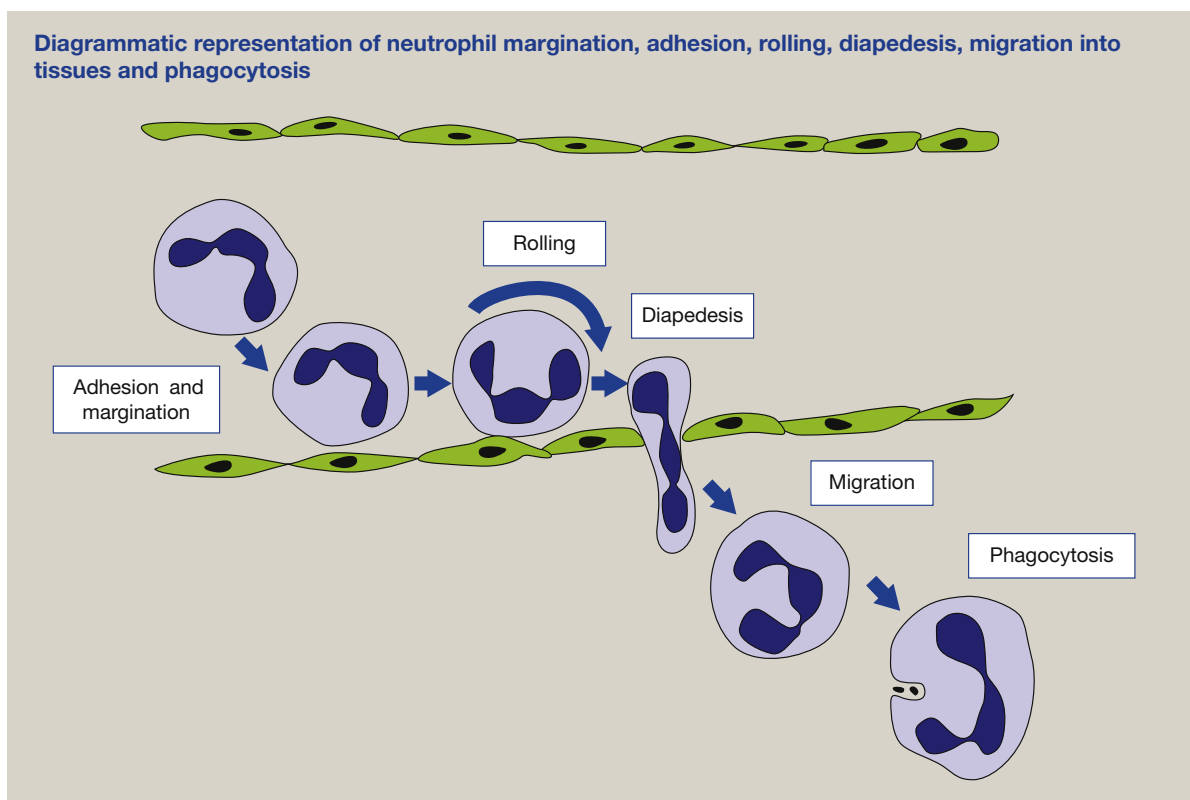 Diagrammatic representation of neutrophil margination, adhesion, rolling, diapedesis, migration into
tissues and phagocytosis
Rolling
Diapedesis
Adhesion and
margination
Migration
Phagocytosis